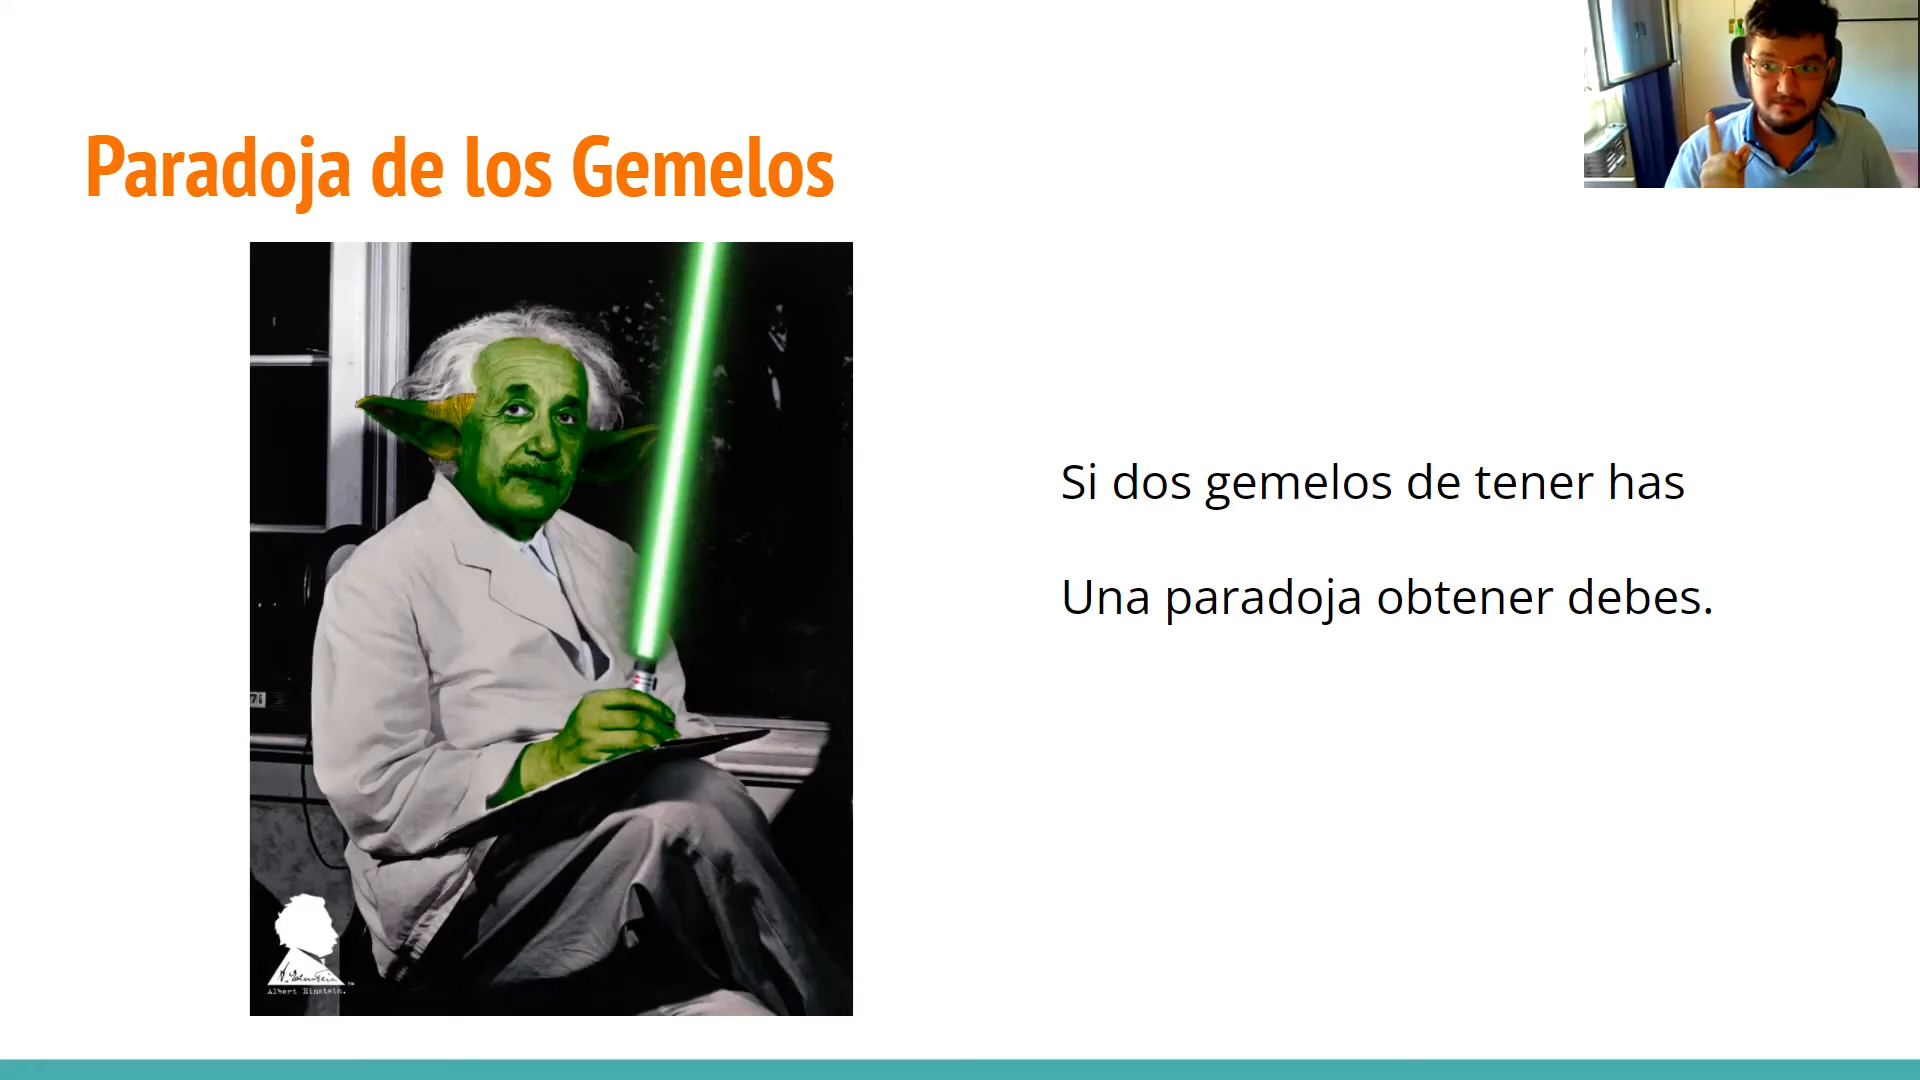 Paradoja de los Gemelos
Si dos gemelos de tener has
Una paradoja obtener debes.
Albert Einstein.